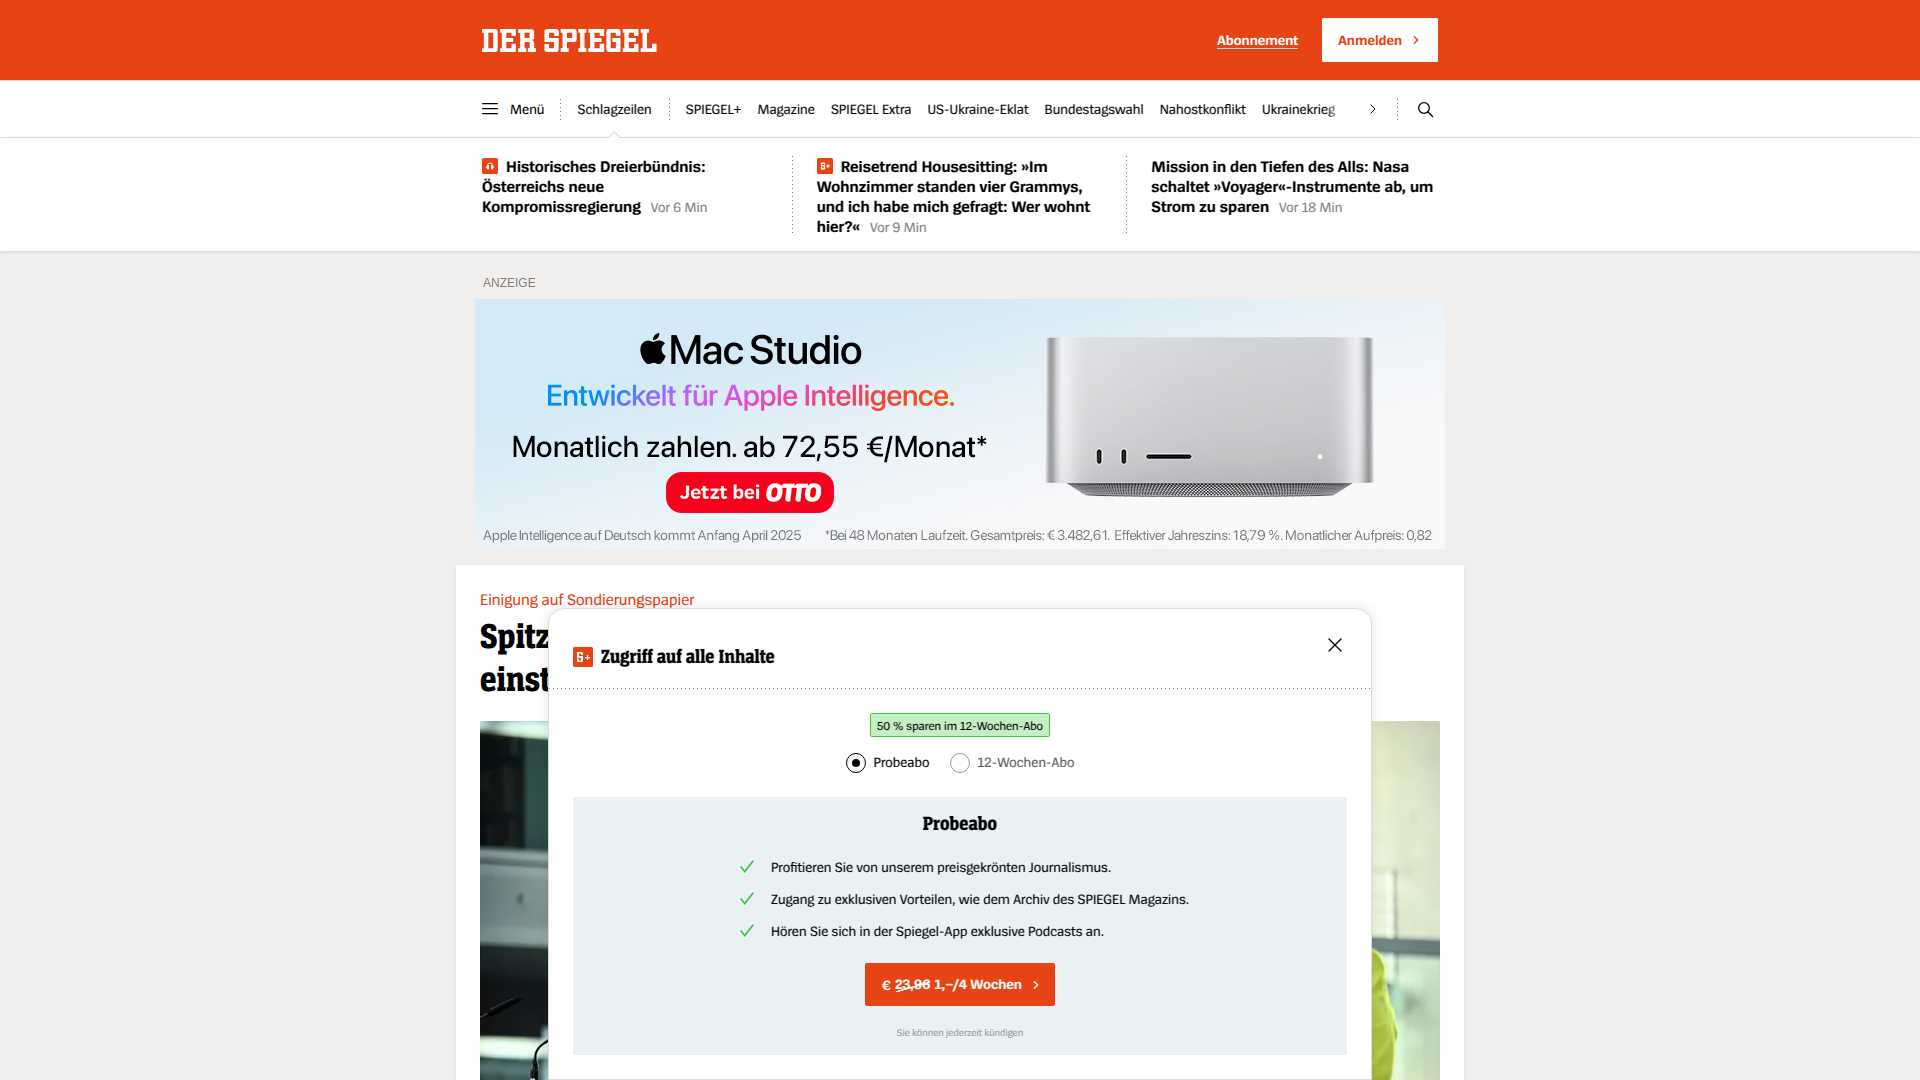 DER SPIEGEL
Abonnement
Anmelden
Menü
Schlagzeilen
SPIEGEL+
Magazine
SPIEGEL Extra
US-Ukraine-Eklat
Bundestagswahl
Nahostkonflikt
Ukrainekrieg
Historisches Dreierbündnis:
Österreichs neue
Kompromissregierung Vor 6 Min
Reisetrend Housesitting: »Im
Wohnzimmer standen vier Grammys,
und ich habe mich gefragt: Wer wohnt
hier?« Vor 9 Min
Mission in den Tiefen des Alls: Nasa
schaltet »Voyager«-Instrumente ab, um
Strom zu sparen Vor 18 Min
ANZEIGE
Mac Studio
Entwickelt für Apple Intelligence.
Monatlich zahlen. ab 72,55 €/Monat*
Jetzt bei OTTO
Apple Intelligence auf Deutsch kommt Anfang April 2025 *Bei 48 Monaten Laufzeit. Gesamtpreis: € 3.482,61. Effektiver Jahreszins: 18,79 %. Monatlicher Aufpreis: 0,82
Einigung auf Sondierungspapier
Spitz
einst
Zugriff auf alle Inhalte
50 % sparen im 12-Wochen-Abo
Probeabo
12-Wochen-Abo
Probeabo
Profitieren Sie von unserem preisgekrönten Journalismus.
Zugang zu exklusiven Vorteilen, wie dem Archiv des SPIEGEL Magazins.
Hören Sie sich in der Spiegel-App exklusive Podcasts an.
€ 23,96 1,–/4 Wochen
Sie können jederzeit kündigen